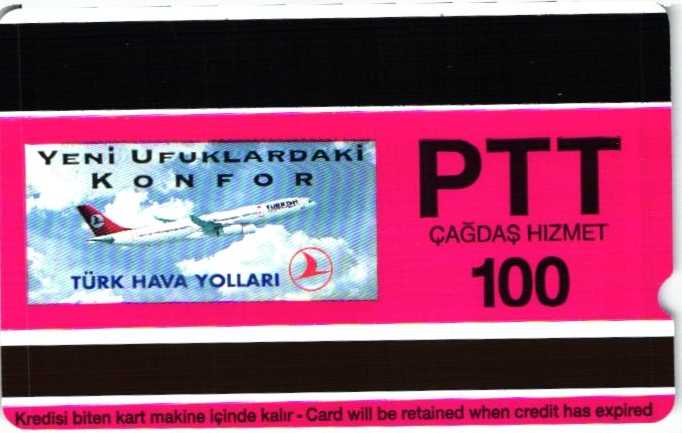 YENİ UFUKLARDAKİ
KONFOR
TURKISH
TÜRK HAVA YOLLARI
PTT
ÇAĞDAŞ HIZMET
100
Kredisi biten kart makine içinde kalır - Card will be retained when credit has expired